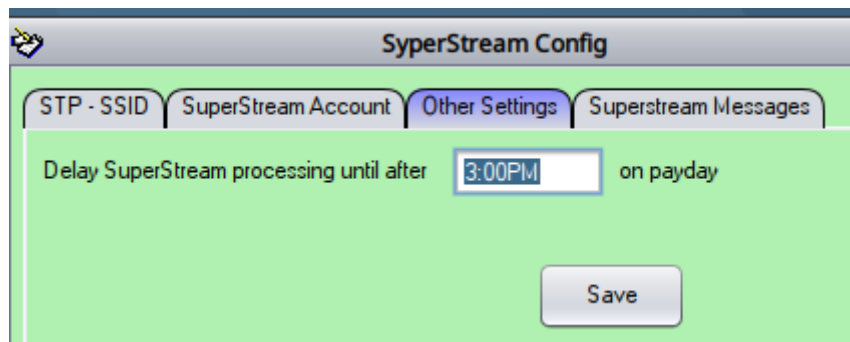 SyperStream Config
STP - SSID SuperStream Account Other Settings Superstream Messages
Delay SuperStream processing until after 3:00PM on payday
Save